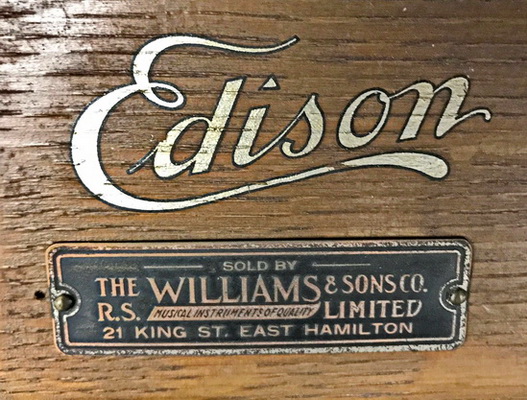 Edison
SOLD BY
THE WILLIAMS & SONS CO.
R.S. MUSICAL INSTRUMENTS OF QUALITY LIMITED
21 KING ST. EAST HAMILTON